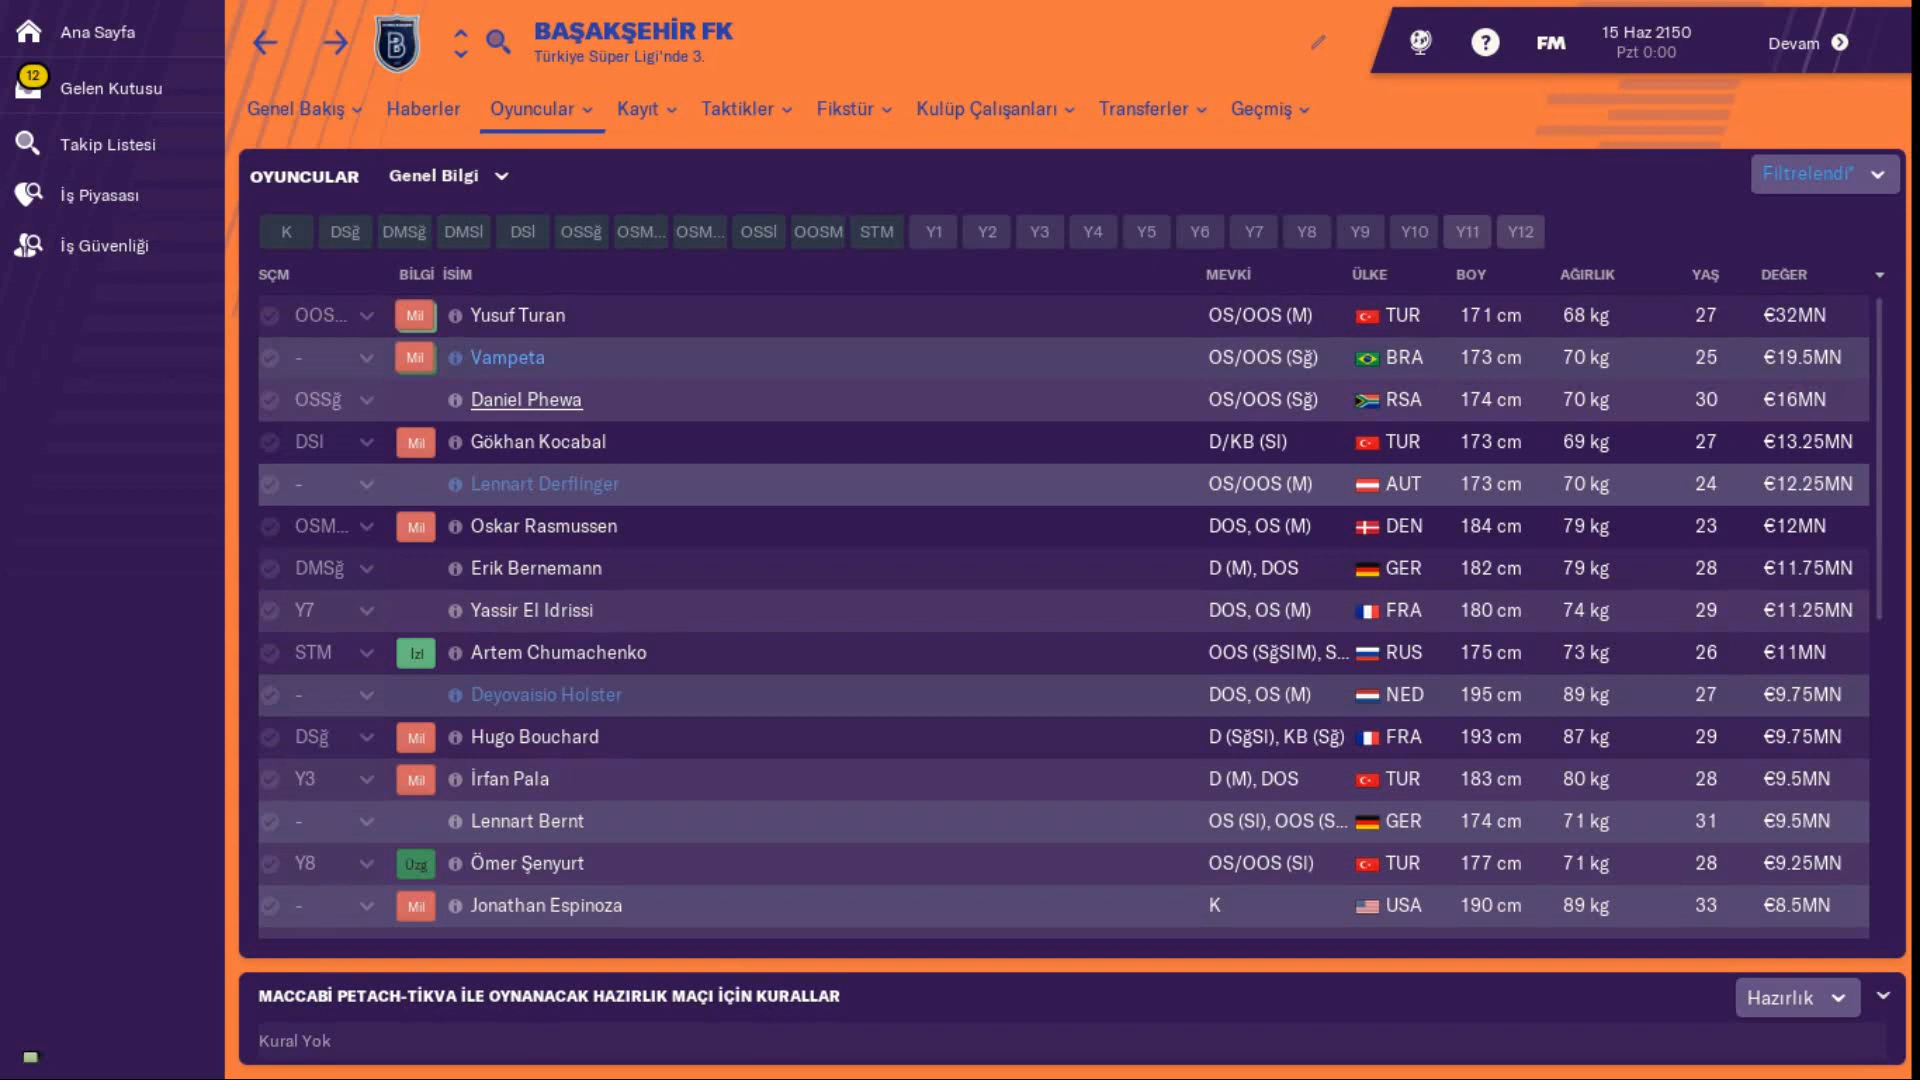 Ana Sayfa
12
Gelen Kutusu
Takip Listesi
İş Piyasası
İş Güvenliği
BAŞAKŞEHİR FK
Türkiye Süper Ligi'nde 3.
?
FM
15 Haz 2150
Pzt 0:00
Devam
Genel Bakış Haberler Oyuncular Kayıt Taktikler Fikstür Kulüp Çalışanları Transferler Geçmiş
OYUNCULAR Genel Bilgi Filtrelendi*
K DSğ DMSğ DMSİ DSİ OSSğ OSM... OSM... OSSİ OOSM STM Y1 Y2 Y3 Y4 Y5 Y6 Y7 Y8 Y9 Y10 Y11 Y12
SÇM BİLGİ İSİM MEVKİ ÜLKE BOY AĞIRLIK YAŞ DEĞER
OOS... Mil Yusuf Turan OS/OOS (M) TUR 171 cm 68 kg 27 €32MN
- Mil Vampeta OS/OOS (Sğ) BRA 173 cm 70 kg 25 €19.5MN
OSSğ Daniel Phewa OS/OOS (Sğ) RSA 174 cm 70 kg 30 €16MN
DSI Mil Gökhan Kocabal D/KB (Sl) TUR 173 cm 69 kg 27 €13.25MN
- Lennart Derflinger OS/OOS (M) AUT 173 cm 70 kg 24 €12.25MN
OSM... Mil Oskar Rasmussen DOS, OS (M) DEN 184 cm 79 kg 23 €12MN
DMSğ Erik Bernemann D (M), DOS GER 182 cm 79 kg 28 €11.75MN
Y7 Yassir El Idrissi DOS, OS (M) FRA 180 cm 74 kg 29 €11.25MN
STM İzl Artem Chumachenko OOS (SğSlM), S... RUS 175 cm 73 kg 26 €11MN
- Deyovaisio Holster DOS, OS (M) NED 195 cm 89 kg 27 €9.75MN
DSğ Mil Hugo Bouchard D (SğSl), KB (Sğ) FRA 193 cm 87 kg 29 €9.75MN
Y3 Mil İrfan Pala D (M), DOS TUR 183 cm 80 kg 28 €9.5MN
- Lennart Bernt OS (Sl), OOS (S... GER 174 cm 71 kg 31 €9.5MN
Y8 Üzg Ömer Şenyurt OS/OOS (Sl) TUR 177 cm 71 kg 28 €9.25MN
- Mil Jonathan Espinoza K USA 190 cm 89 kg 33 €8.5MN
MACCABİ PETACH-TİKVA İLE OYNANACAK HAZIRLIK MAÇI İÇİN KURALLAR Hazırlık
Kural Yok